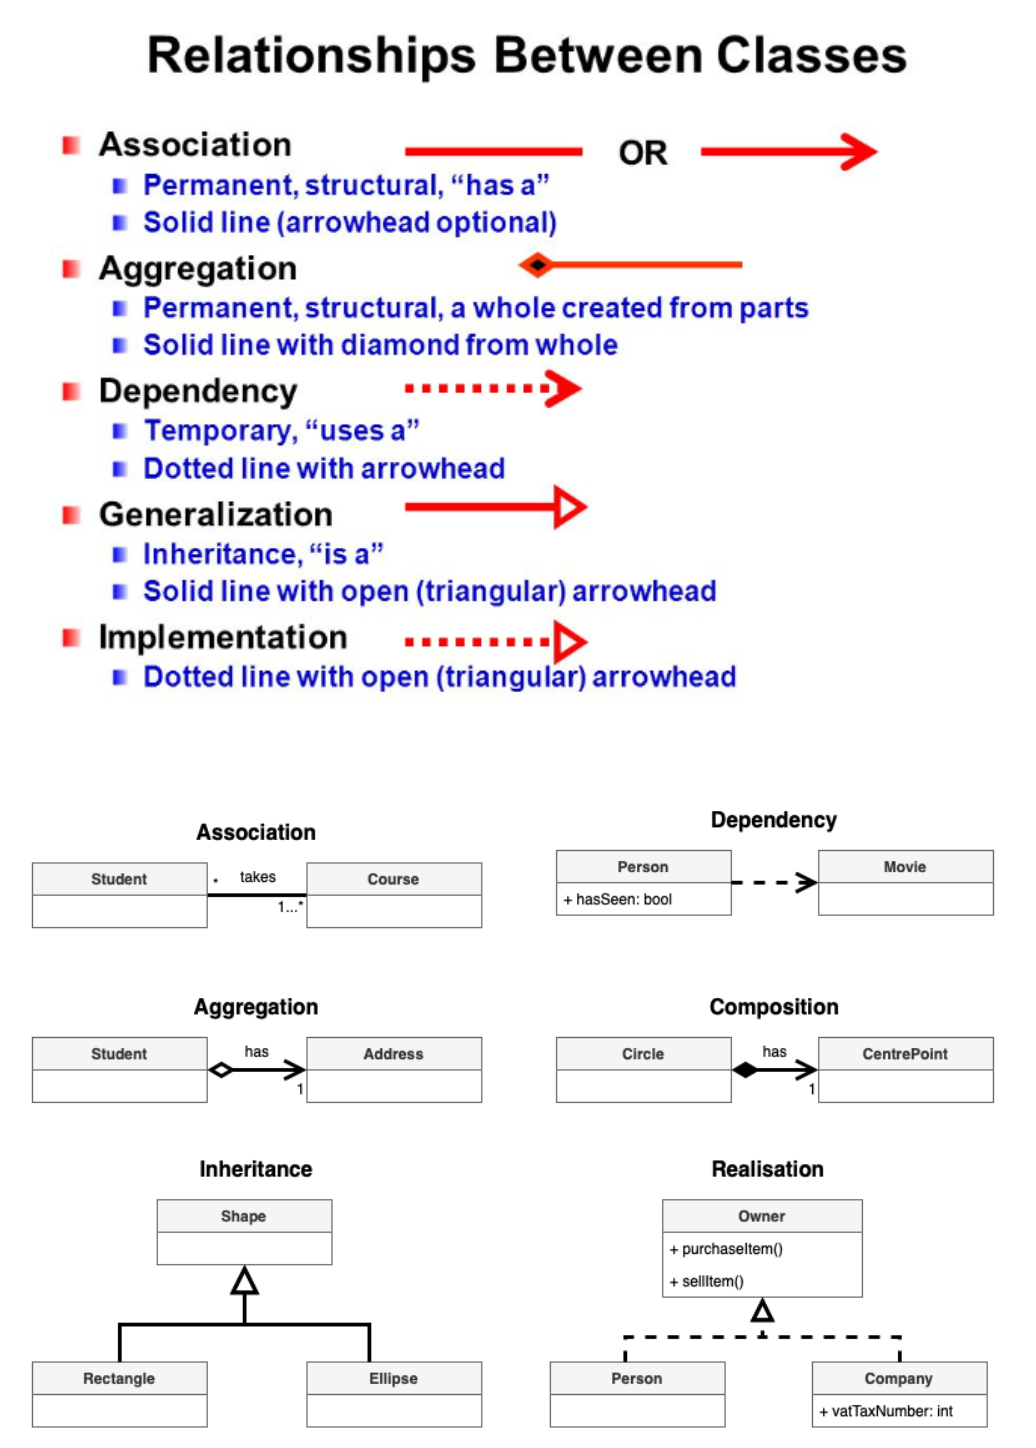 Relationships Between Classes
Association
OR
Permanent, structural, “has a”
Solid line (arrowhead optional)
Aggregation
Permanent, structural, a whole created from parts
Solid line with diamond from whole
Dependency
Temporary, “uses a”
Dotted line with arrowhead
Generalization
Inheritance, “is a”
Solid line with open (triangular) arrowhead
Implementation
Dotted line with open (triangular) arrowhead
Association
Student
* takes
1...*
Course
Dependency
Person
+ hasSeen: bool
Movie
Aggregation
Student
has
1
Address
Composition
Circle
has
1
CentrePoint
Inheritance
Shape
Rectangle
Ellipse
Realisation
Owner
+ purchaseItem()
+ sellItem()
Person
Company
+ vatTaxNumber: int